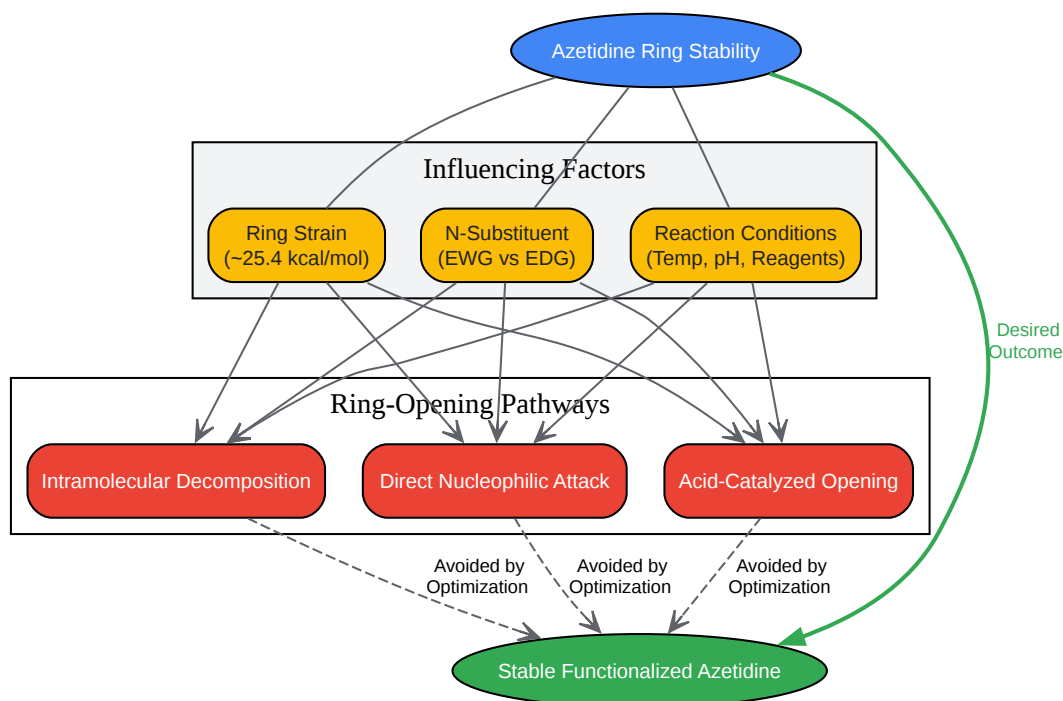 Azetidine Ring Stability
Influencing Factors
Ring Strain
(~25.4 kcal/mol)
N-Substituent
(EWG vs EDG)
Reaction Conditions
(Temp, pH, Reagents)
Desired
Outcome
Ring-Opening Pathways
Intramolecular Decomposition
Direct Nucleophilic Attack
Acid-Catalyzed Opening
Avoided by
Optimization
Avoided by
Optimization
Avoided by
Optimization
Stable Functionalized Azetidine